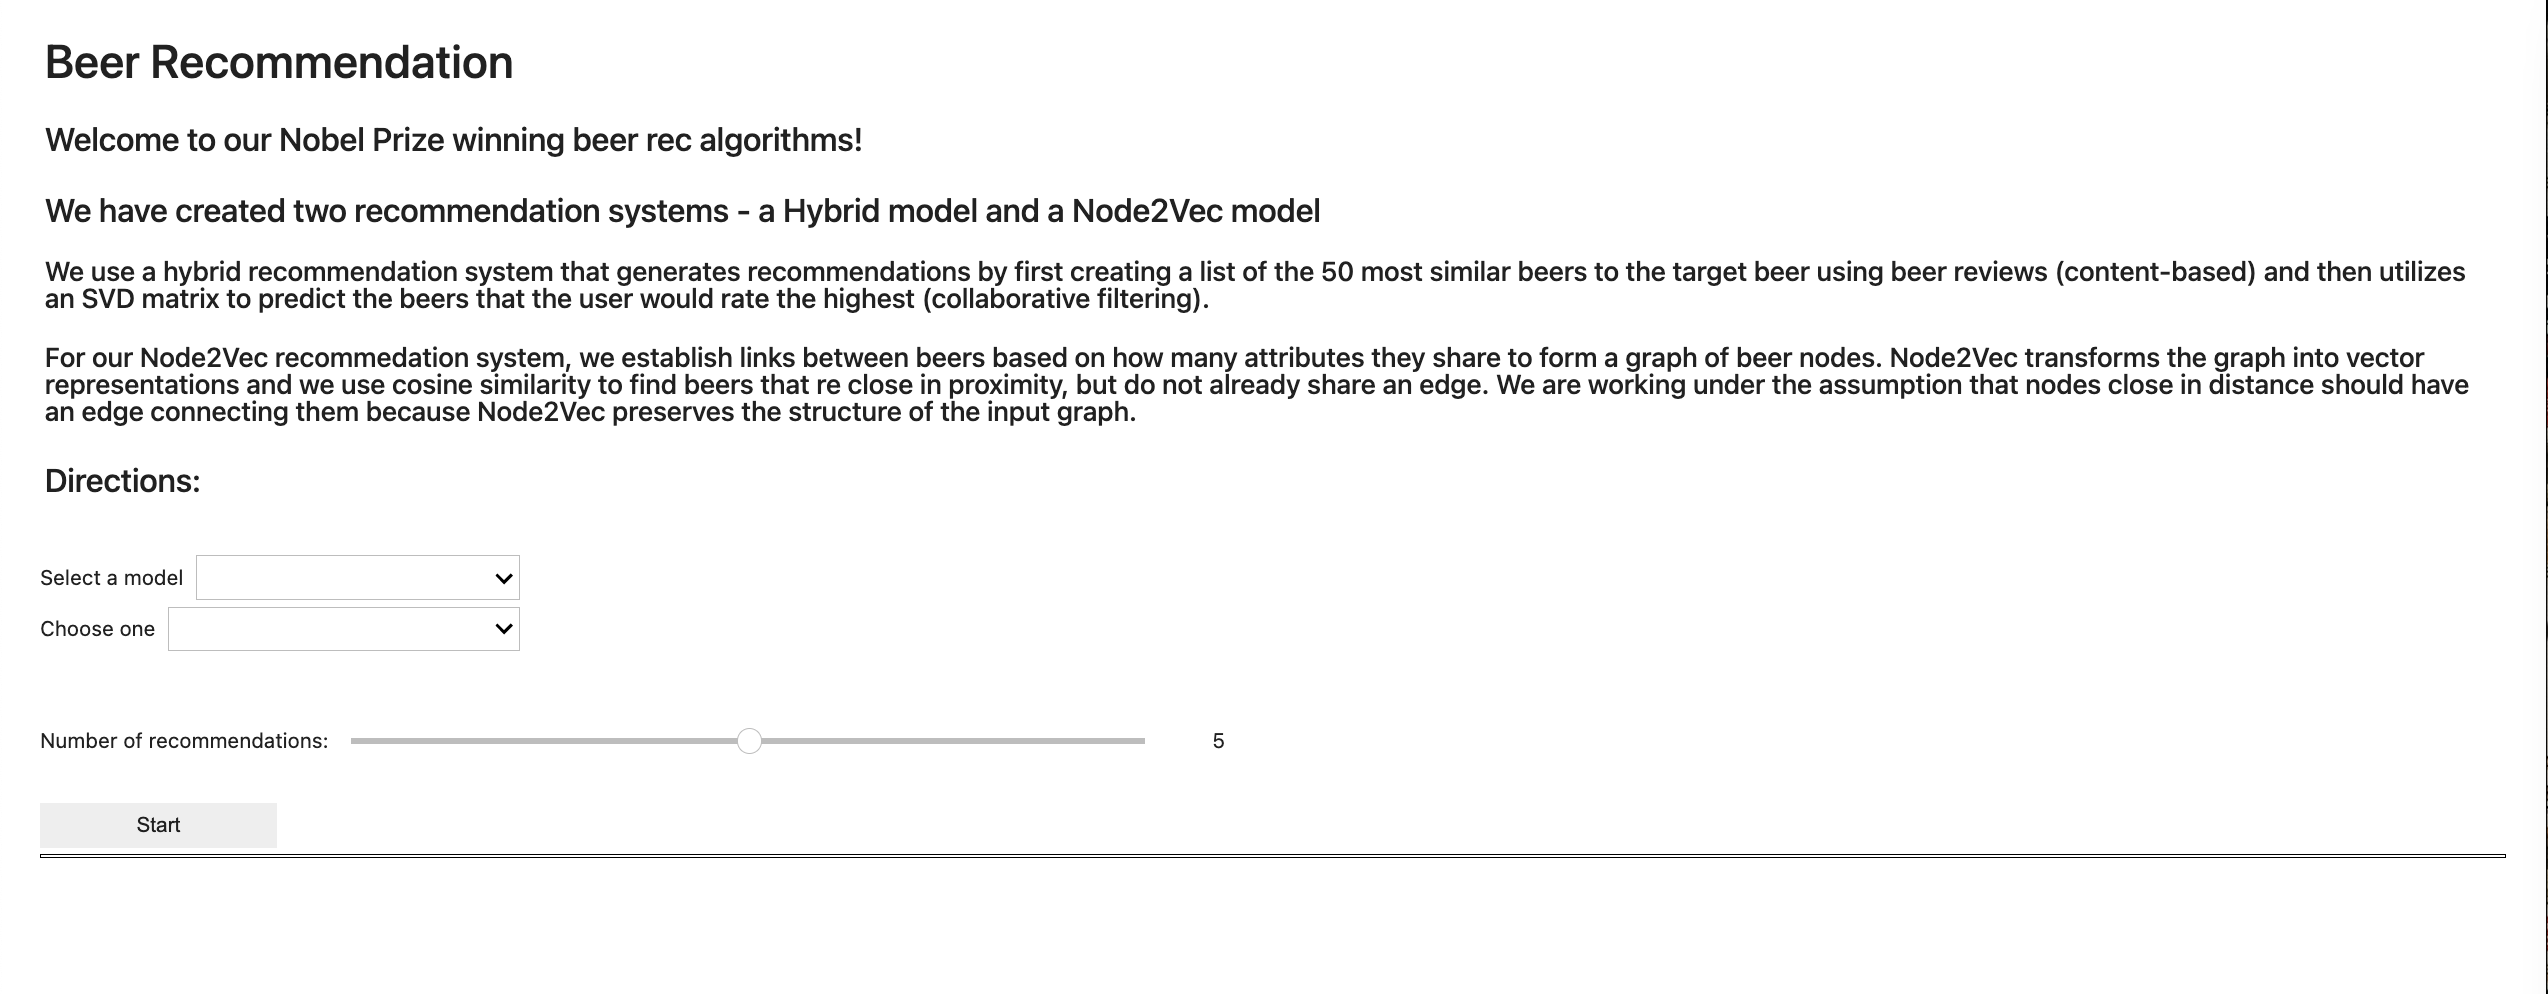 Beer Recommendation
Welcome to our Nobel Prize winning beer rec algorithms!
We have created two recommendation systems - a Hybrid model and a Node2Vec model
We use a hybrid recommendation system that generates recommendations by first creating a list of the 50 most similar beers to the target beer using beer reviews (content-based) and then utilizes
an SVD matrix to predict the beers that the user would rate the highest (collaborative filtering).
For our Node2Vec recommedation system, we establish links between beers based on how many attributes they share to form a graph of beer nodes. Node2Vec transforms the graph into vector
representations and we use cosine similarity to find beers that re close in proximity, but do not already share an edge. We are working under the assumption that nodes close in distance should have
an edge connecting them because Node2Vec preserves the structure of the input graph.
Directions:
Select a model
Choose one
Number of recommendations: 5
Start